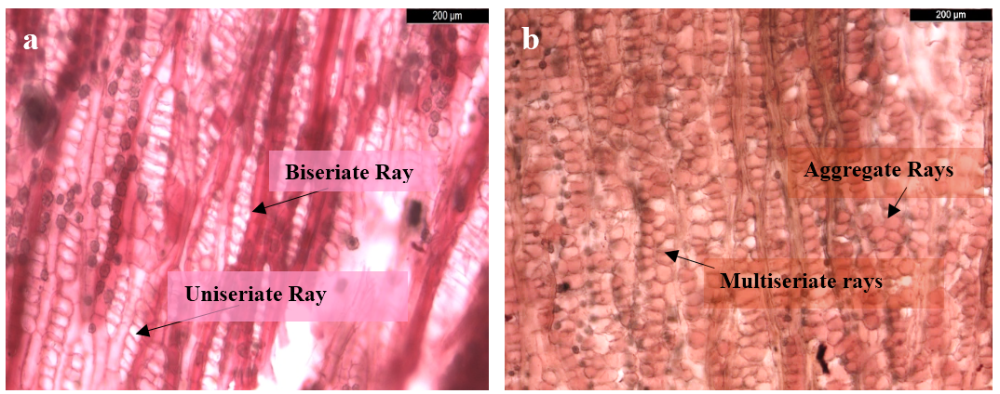 200 µm
a
Biseriate Ray
Uniseriate Ray
200 µm
b
Aggregate Rays
Multiseriate rays